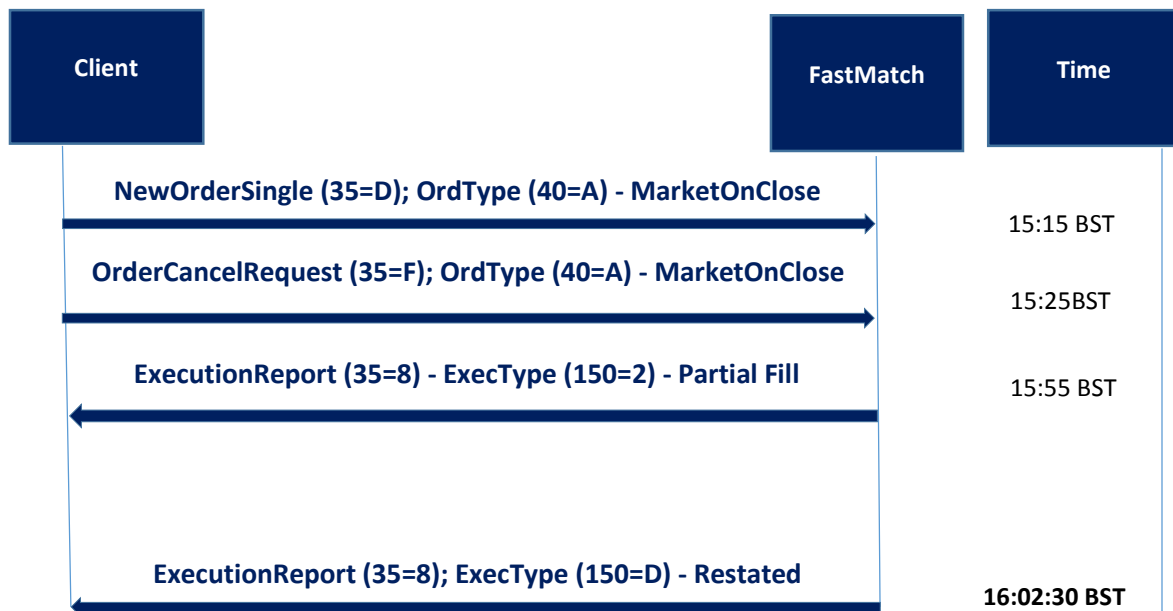 Client
FastMatch
Time
NewOrderSingle (35=D); OrdType (40=A) - MarketOnClose
15:15 BST
OrderCancelRequest (35=F); OrdType (40=A) - MarketOnClose
15:25BST
ExecutionReport (35=8) - ExecType (150=2) - Partial Fill
15:55 BST
ExecutionReport (35=8); ExecType (150=D) - Restated
16:02:30 BST